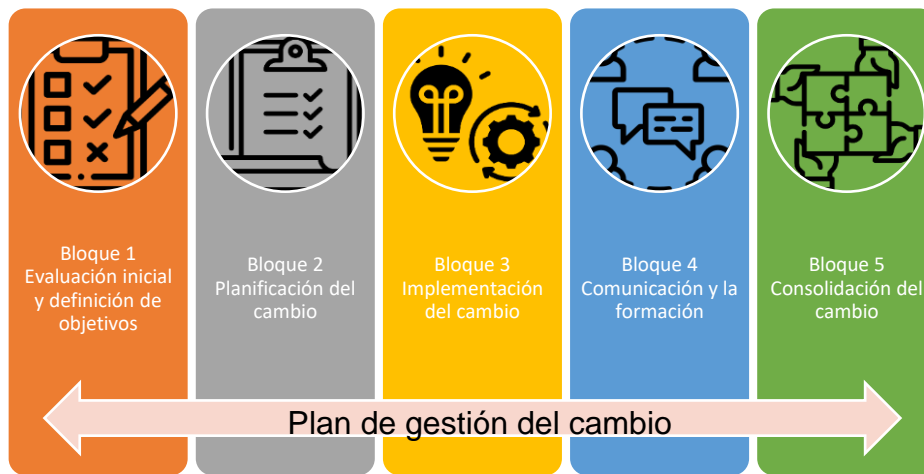 Bloque 1
Evaluación inicial
y definición de
objetivos
Bloque 2
Planificación del
cambio
Bloque 3
Implementación
del cambio
Bloque 4
Comunicación y la
formación
Bloque 5
Consolidación del
cambio
Plan de gestión del cambio